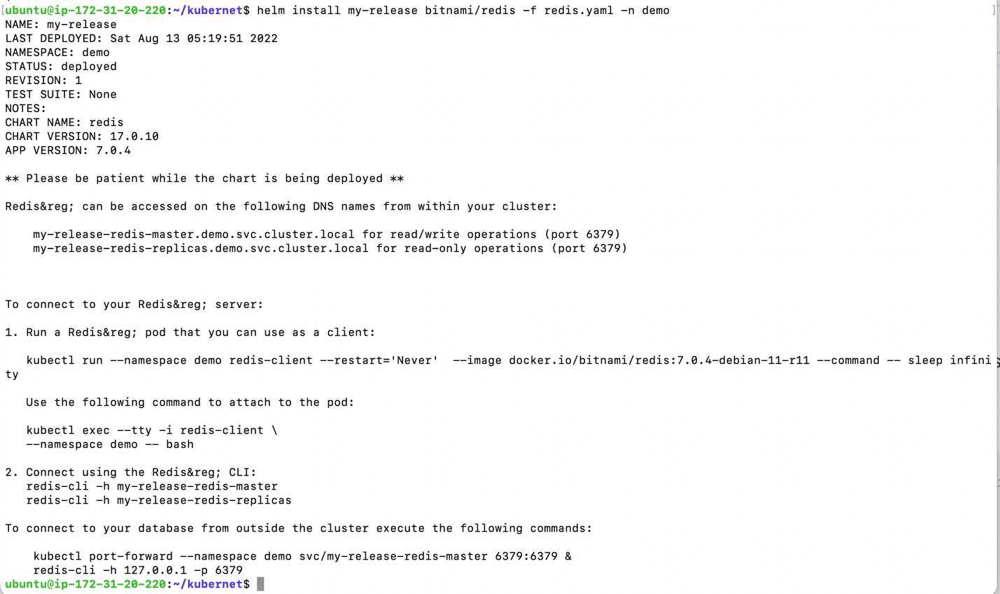 ubuntu@ip-172-31-20-220:~/kubernet$ helm install my-release bitnami/redis -f redis.yaml -n demo
NAME: my-release
LAST DEPLOYED: Sat Aug 13 05:19:51 2022
NAMESPACE: demo
STATUS: deployed
REVISION: 1
TEST SUITE: None
NOTES:
CHART NAME: redis
CHART VERSION: 17.0.10
APP VERSION: 7.0.4

** Please be patient while the chart is being deployed **

Redis&reg; can be accessed on the following DNS names from within your cluster:

    my-release-redis-master.demo.svc.cluster.local for read/write operations (port 6379)
    my-release-redis-replicas.demo.svc.cluster.local for read-only operations (port 6379)

To connect to your Redis&reg; server:

1. Run a Redis&reg; pod that you can use as a client:

   kubectl run --namespace demo redis-client --restart='Never'  --image docker.io/bitnami/redis:7.0.4-debian-11-r11 --command -- sleep infini
ty

   Use the following command to attach to the pod:

   kubectl exec --tty -i redis-client \
   --namespace demo -- bash

2. Connect using the Redis&reg; CLI:
   redis-cli -h my-release-redis-master
   redis-cli -h my-release-redis-replicas

To connect to your database from outside the cluster execute the following commands:

    kubectl port-forward --namespace demo svc/my-release-redis-master 6379:6379 &
    redis-cli -h 127.0.0.1 -p 6379
ubuntu@ip-172-31-20-220:~/kubernet$